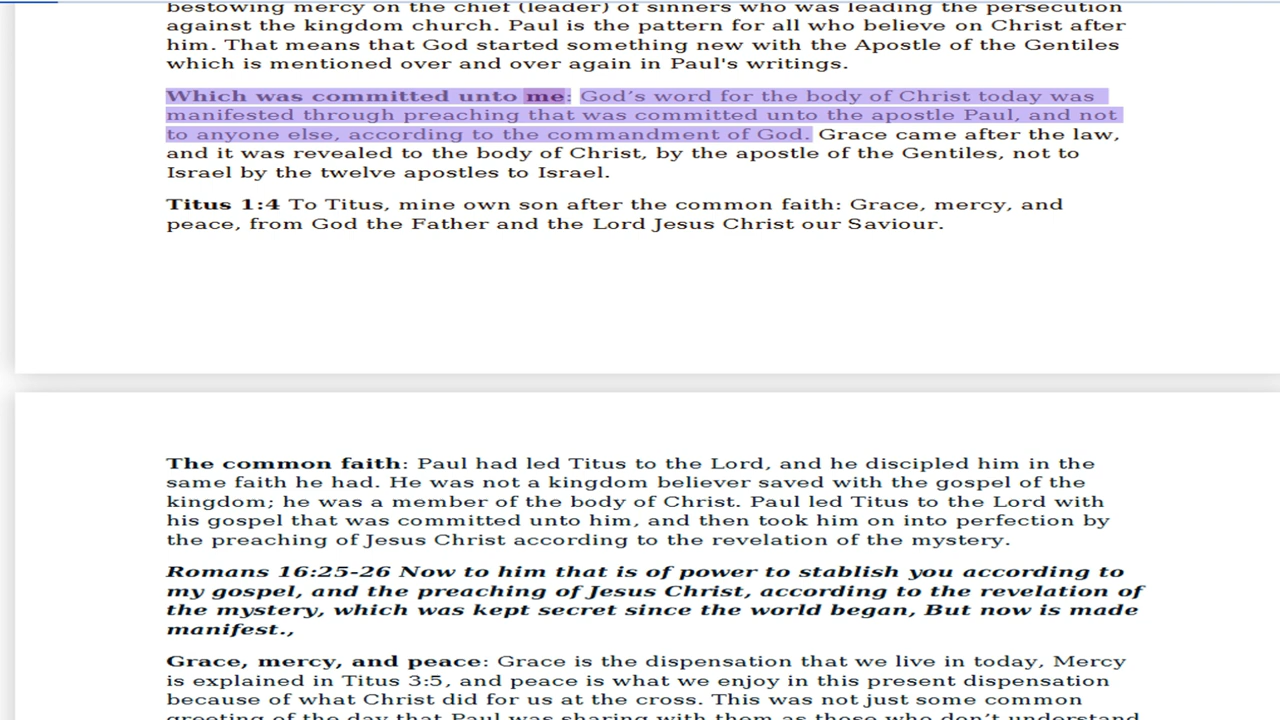 bestowing mercy on the chief (leader) of sinners who was leading the persecution
against the kingdom church. Paul is the pattern for all who believe on Christ after
him. That means that God started something new with the Apostle of the Gentiles
which is mentioned over and over again in Paul's writings.
Which was committed unto me: God’s word for the body of Christ today was
manifested through preaching that was committed unto the apostle Paul, and not
to anyone else, according to the commandment of God. Grace came after the law,
and it was revealed to the body of Christ, by the apostle of the Gentiles, not to
Israel by the twelve apostles to Israel.
Titus 1:4 To Titus, mine own son after the common faith: Grace, mercy, and
peace, from God the Father and the Lord Jesus Christ our Saviour.
The common faith: Paul had led Titus to the Lord, and he discipled him in the
same faith he had. He was not a kingdom believer saved with the gospel of the
kingdom; he was a member of the body of Christ. Paul led Titus to the Lord with
his gospel that was committed unto him, and then took him on into perfection by
the preaching of Jesus Christ according to the revelation of the mystery.
Romans 16:25-26 Now to him that is of power to stablish you according to
my gospel, and the preaching of Jesus Christ, according to the revelation of
the mystery, which was kept secret since the world began, But now is made
manifest.,
Grace, mercy, and peace: Grace is the dispensation that we live in today, Mercy
is explained in Titus 3:5, and peace is what we enjoy in this present dispensation
because of what Christ did for us at the cross. This was not just some common
greeting of the day that Paul was sharing with them as those who don’t understand